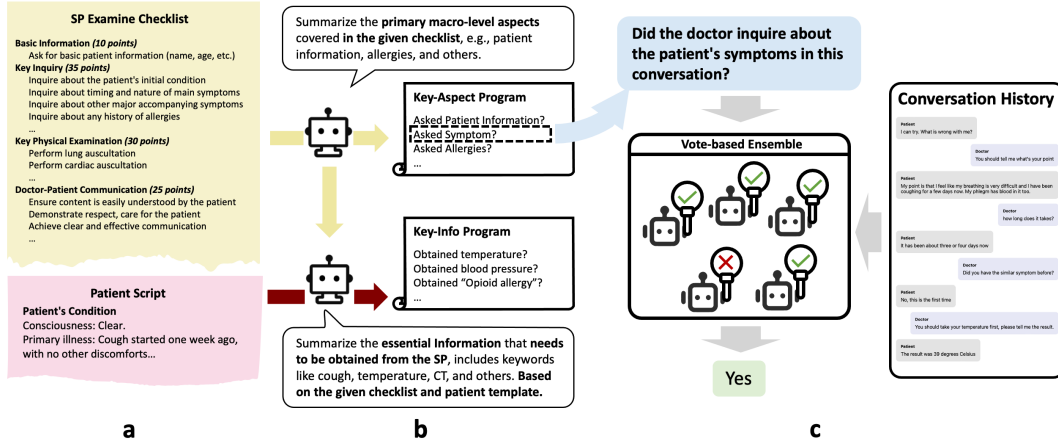 SP Examine Checklist
Basic Information (10 points)
Ask for basic patient information (name, age, etc.)
Key Inquiry (35 points)
Inquire about the patient's initial condition
Inquire about timing and nature of main symptoms
Inquire about other major accompanying symptoms
Inquire about any history of allergies
...
Key Physical Examination (30 points)
Perform lung auscultation
Perform cardiac auscultation
...
Doctor-Patient Communication (25 points)
Ensure content is easily understood by the patient
Demonstrate respect, care for the patient
Achieve clear and effective communication
...
Patient Script
Patient's Condition
Consciousness: Clear.
Primary illness: Cough started one week ago,
with no other discomforts...
a
Summarize the primary macro-level aspects
covered in the given checklist, e.g., patient
information, allergies, and others.
Key-Aspect Program
Asked Patient Information?
Asked Symptom?
Asked Allergies?
...
Key-Info Program
Obtained temperature?
Obtained blood pressure?
Obtained "Opioid allergy"?
...
Summarize the essential Information that needs
to be obtained from the SP, includes keywords
like cough, temperature, CT, and others. Based
on the given checklist and patient template.
b
Did the doctor inquire about
the patient's symptoms in this
conversation?
Vote-based Ensemble
Yes
c
Conversation History
Patient
I can try. What is wrong with me?
Doctor
You should tell me what's your point
Patient
My point is that I feel like my breathing is very difficult and I have been
coughing for a few days now. My phlegm has blood in it too.
Doctor
how long does it takes?
Patient
It has been about three or four days now
Doctor
Did you have the similar symptom before?
Patient
No, this is the first time
Doctor
You should take your temperature first, please tell me the result.
Patient
The result was 39 degrees Celsius